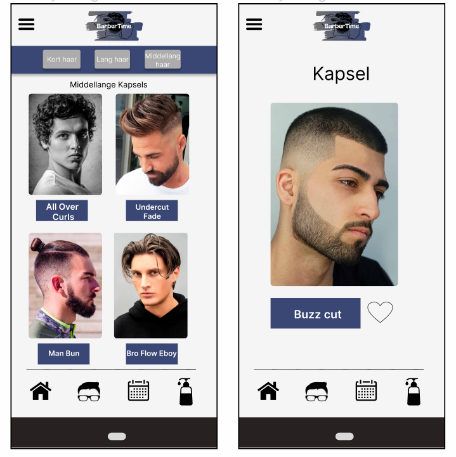 BarberTime
Kort haar
Lang haar
Middellang
haar
Middellange Kapsels
All Over
Curls
Undercut
Fade
Man Bun
Bro Flow Eboy
BarberTime
Kapsel
Buzz cut